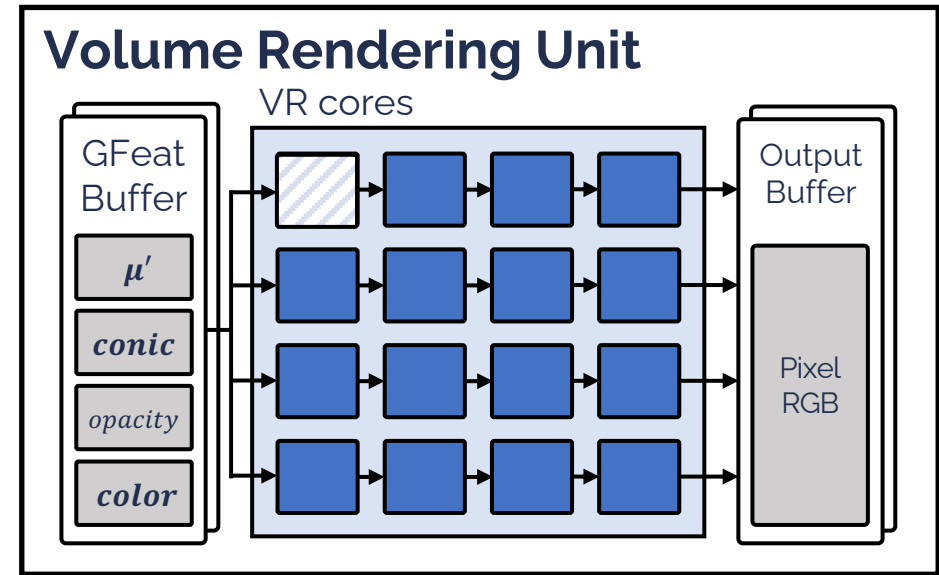 Volume Rendering Unit
VR cores
GFeat
Buffer
μ′
conic
opacity
color
Output
Buffer
Pixel
RGB